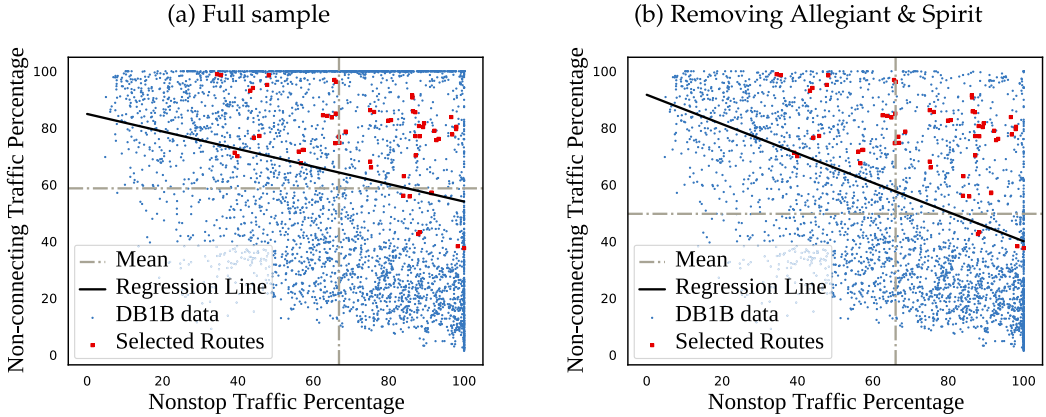 (a) Full sample
Non-connecting Traffic Percentage
100
80
60
40
20
0
Mean
Regression Line
DB1B data
Selected Routes
0 20 40 60 80 100
Nonstop Traffic Percentage
(b) Removing Allegiant & Spirit
Non-connecting Traffic Percentage
100
80
60
40
20
0
Mean
Regression Line
DB1B data
Selected Routes
0 20 40 60 80 100
Nonstop Traffic Percentage